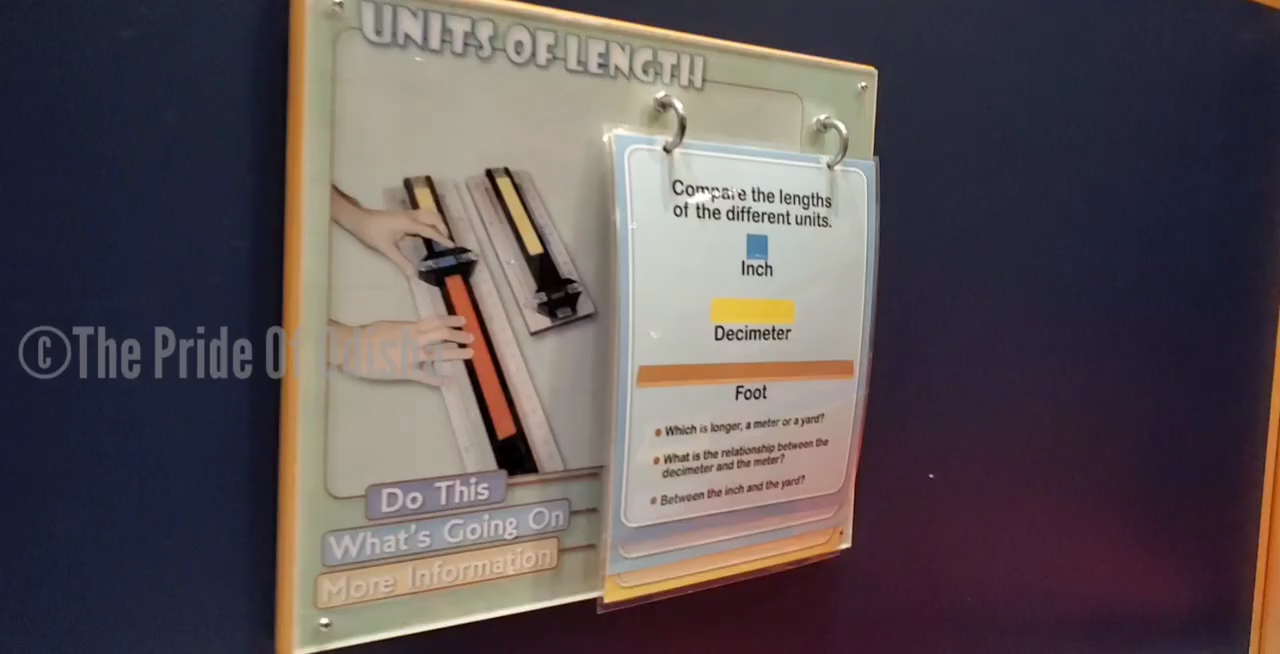 UNITS OF LENGTH
Compare the lengths
of the different units.
Inch
Decimeter
Foot
• Which is longer, a meter or a yard?
• What is the relationship between the
decimeter and the meter?
• Between the inch and the yard?
Do This
What's Going On
More Information
©The Pride Of Odisha